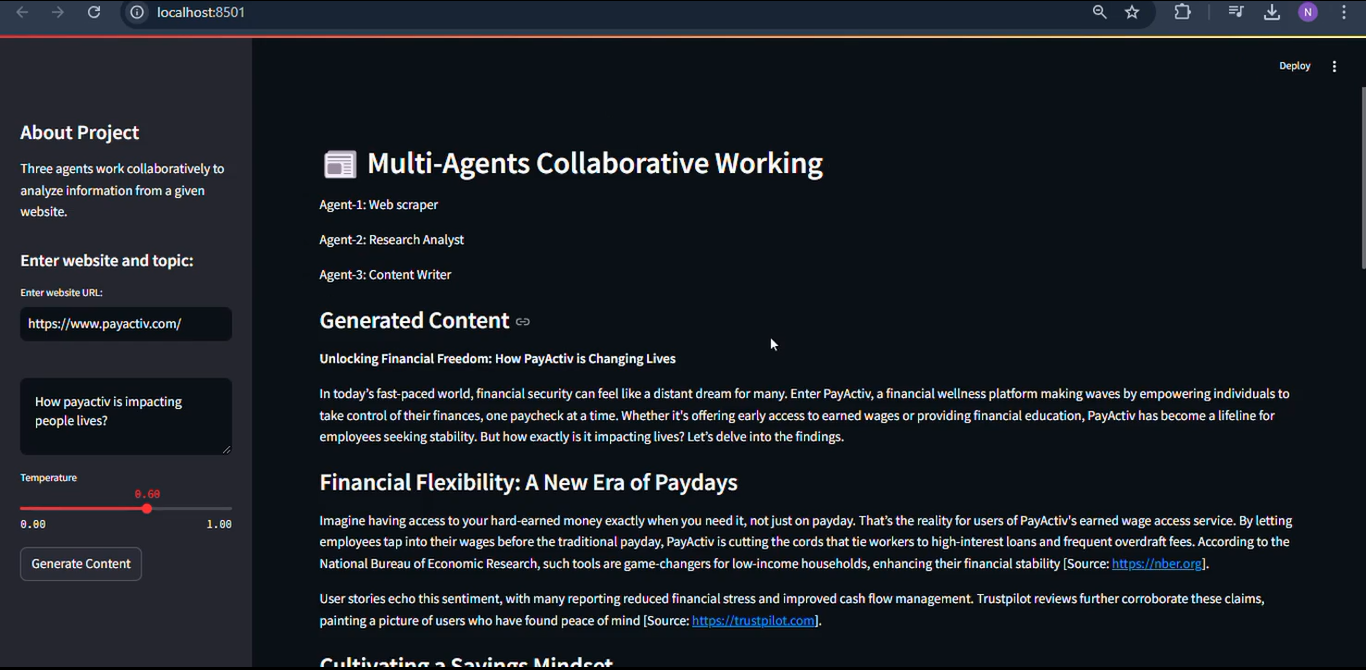 localhost:8501
N
Deploy
About Project
Three agents work collaboratively to
analyze information from a given
website.
Enter website and topic:
Enter website URL:
https://www.payactiv.com/
How payactiv is impacting
people lives?
Temperature
0.60
0.00 1.00
Generate Content
Multi-Agents Collaborative Working
Agent-1: Web scraper
Agent-2: Research Analyst
Agent-3: Content Writer
Generated Content
Unlocking Financial Freedom: How PayActiv is Changing Lives
In today's fast-paced world, financial security can feel like a distant dream for many. Enter PayActiv, a financial wellness platform making waves by empowering individuals to
take control of their finances, one paycheck at a time. Whether it's offering early access to earned wages or providing financial education, PayActiv has become a lifeline for
employees seeking stability. But how exactly is it impacting lives? Let's delve into the findings.
Financial Flexibility: A New Era of Paydays
Imagine having access to your hard-earned money exactly when you need it, not just on payday. That's the reality for users of PayActiv's earned wage access service. By letting
employees tap into their wages before the traditional payday, PayActiv is cutting the cords that tie workers to high-interest loans and frequent overdraft fees. According to the
National Bureau of Economic Research, such tools are game-changers for low-income households, enhancing their financial stability [Source: https://nber.org].
User stories echo this sentiment, with many reporting reduced financial stress and improved cash flow management. Trustpilot reviews further corroborate these claims,
painting a picture of users who have found peace of mind [Source: https://trustpilot.com].
Cultivating a Savings Mindset